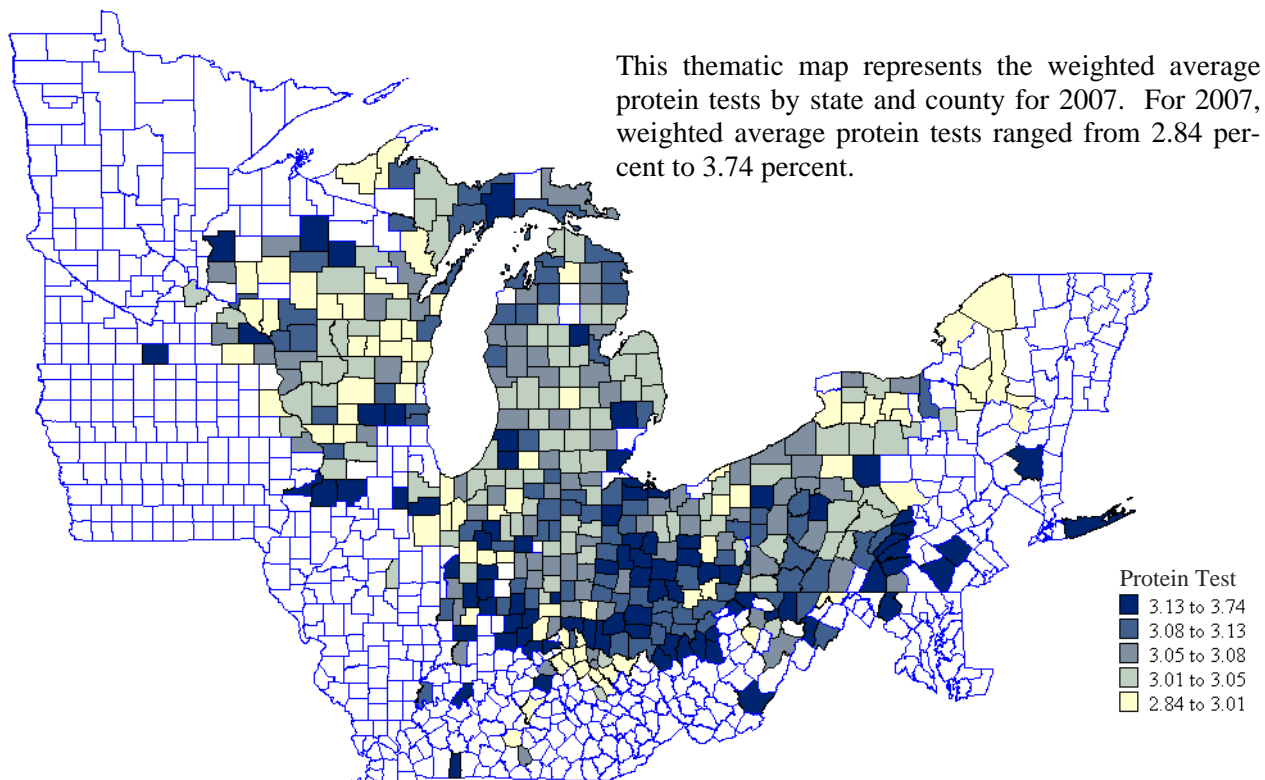 This thematic map represents the weighted average
protein tests by state and county for 2007. For 2007,
weighted average protein tests ranged from 2.84 per-
cent to 3.74 percent.
Protein Test
3.13 to 3.74
3.08 to 3.13
3.05 to 3.08
3.01 to 3.05
2.84 to 3.01